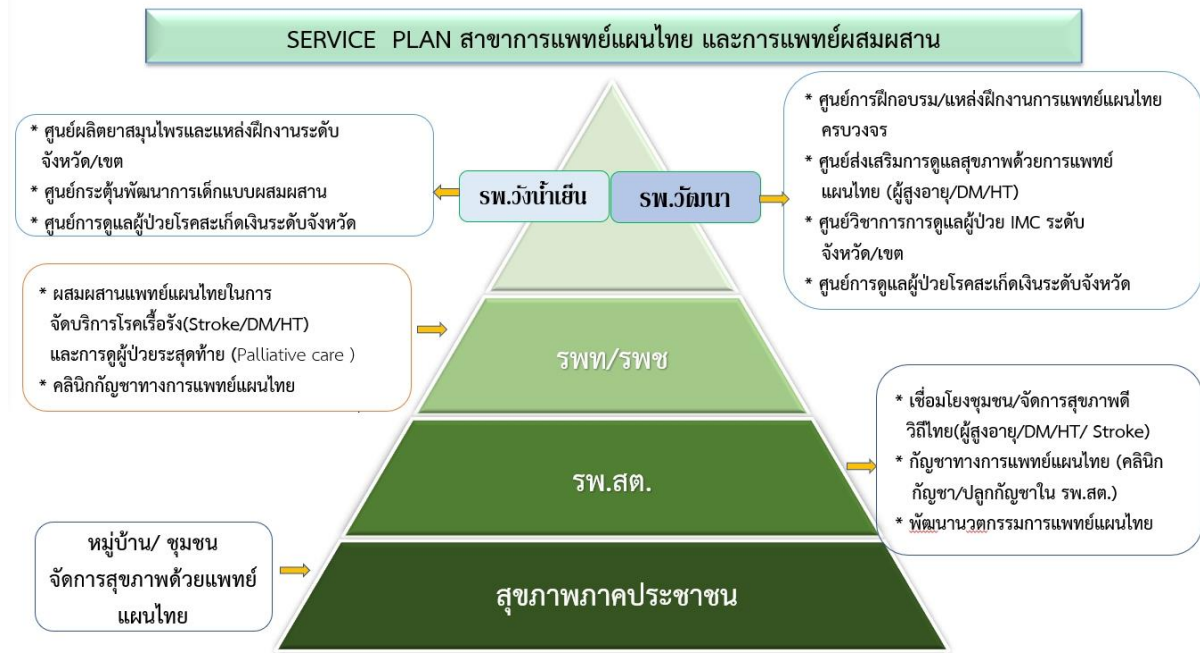 SERVICE PLAN สาขาการแพทย์แผนไทย และการแพทย์ผสมผสาน
* ศูนย์ผลิตยาสมุนไพรและแหล่งฝึกงานระดับ
จังหวัด/เขต
* ศูนย์กระตุ้นพัฒนาการเด็กแบบผสมผสาน
* ศูนย์การดูแลผู้ป่วยโรคสะเก็ดเงินระดับจังหวัด
รพ.วังน้ำเย็น
รพ.วัฒนา
* ศูนย์การฝึกอบรม/แหล่งฝึกงานการแพทย์แผนไทย
ครบวงจร
* ศูนย์ส่งเสริมการดูแลสุขภาพด้วยการแพทย์
แผนไทย (ผู้สูงอายุ/DM/HT)
* ศูนย์วิชาการการดูแลผู้ป่วย IMC ระดับ
จังหวัด/เขต
* ศูนย์การดูแลผู้ป่วยโรคสะเก็ดเงินระดับจังหวัด
* ผสมผสานแพทย์แผนไทยในการ
จัดบริการโรคเรื้อรัง(Stroke/DM/HT)
และการดูผู้ป่วยระสุดท้าย (Palliative care )
* คลินิกกัญชาทางการแพทย์แผนไทย
รพท/รพช
* เชื่อมโยงชุมชน/จัดการสุขภาพดี
วิถีไทย(ผู้สูงอายุ/DM/HT/ Stroke)
* กัญชาทางการแพทย์แผนไทย (คลินิก
กัญชา/ปลูกกัญชาใน รพ.สต.)
* พัฒนานวตกรรมการแพทย์แผนไทย
รพ.สต.
หมู่บ้าน/ ชุมชน
จัดการสุขภาพด้วยแพทย์
แผนไทย
สุขภาพภาคประชาชน